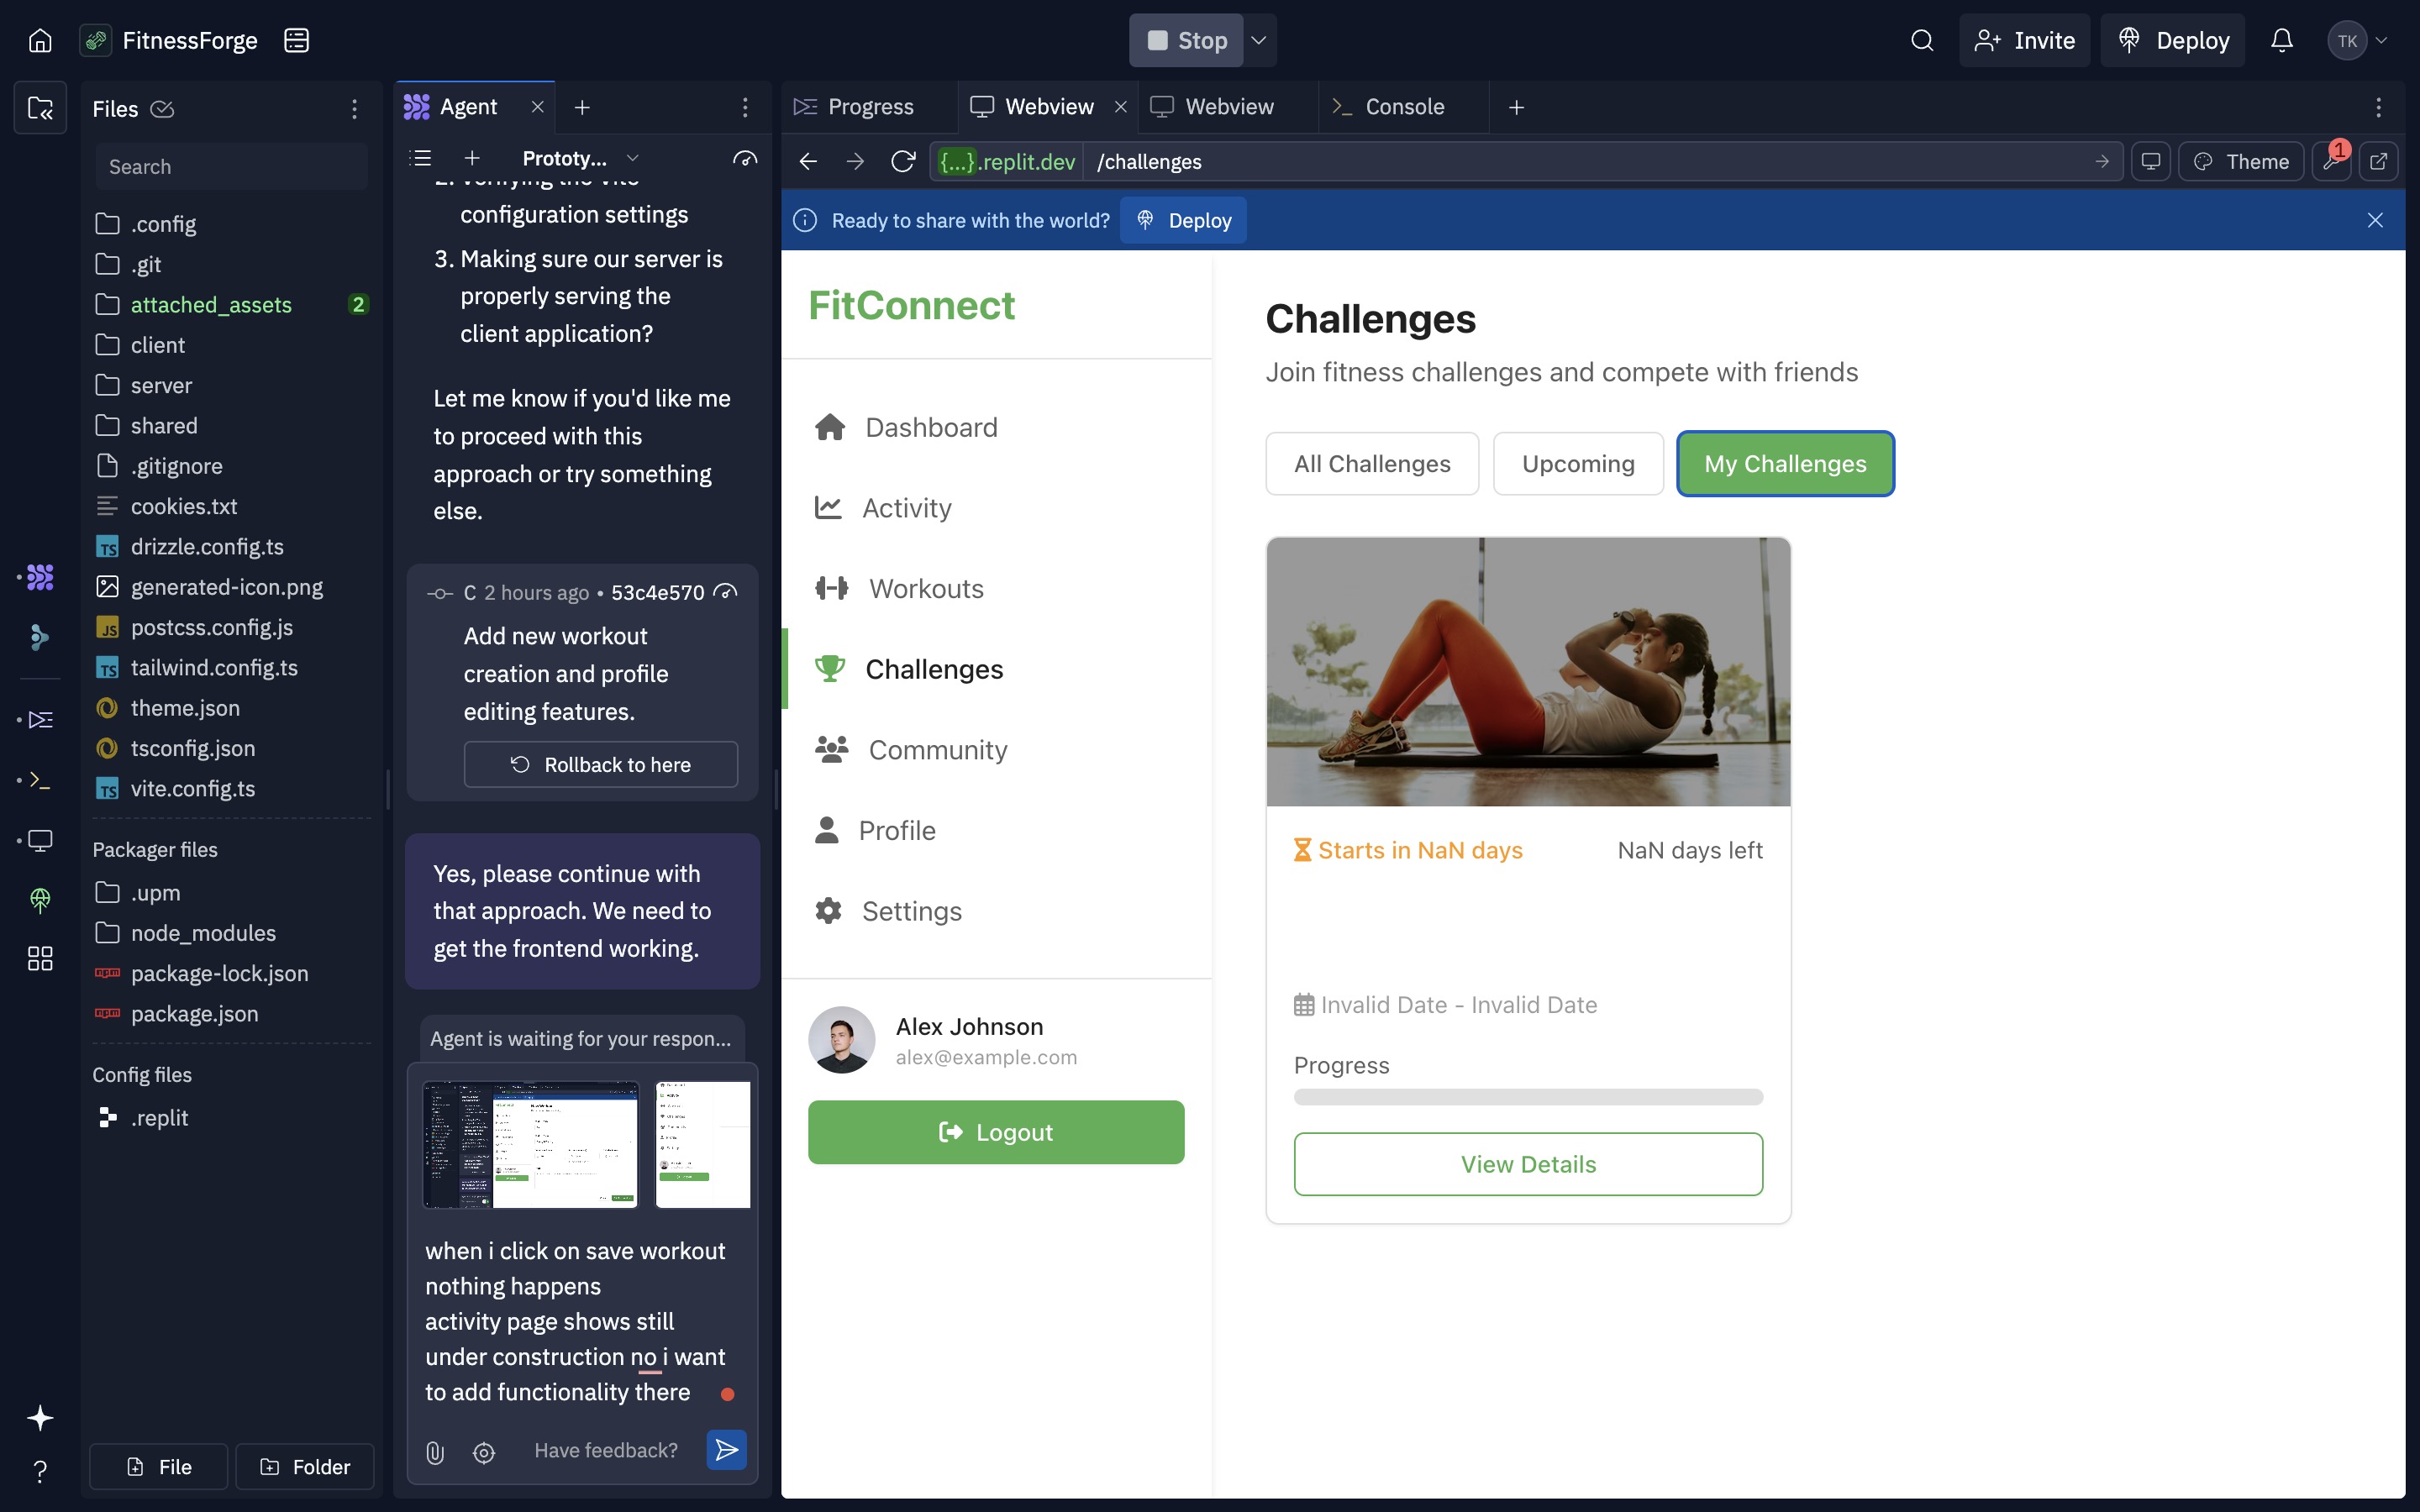 FitnessForge
Stop
Invite
Deploy
TK
Files
Search
.config
.git
attached_assets 2
client
server
shared
.gitignore
cookies.txt
drizzle.config.ts
generated-icon.png
postcss.config.js
tailwind.config.ts
theme.json
tsconfig.json
vite.config.ts
Packager files
.upm
node_modules
package-lock.json
package.json
Config files
.replit
File
Folder
Agent
Prototy...
2. Verifying the Vite
configuration settings
3. Making sure our server is
properly serving the
client application?
Let me know if you'd like me
to proceed with this
approach or try something
else.
C 2 hours ago • 53c4e570
Add new workout
creation and profile
editing features.
Rollback to here
Yes, please continue with
that approach. We need to
get the frontend working.
Agent is waiting for your respon...
when i click on save workout
nothing happens
activity page shows still
under construction no i want
to add functionality there
Have feedback?
Progress
Webview
Webview
Console
{...}.replit.dev
/challenges
Theme
1
Ready to share with the world?
Deploy
FitConnect
Dashboard
Activity
Workouts
Challenges
Community
Profile
Settings
Alex Johnson
alex@example.com
Logout
Challenges
Join fitness challenges and compete with friends
All Challenges
Upcoming
My Challenges
Starts in NaN days
NaN days left
Invalid Date - Invalid Date
Progress
View Details